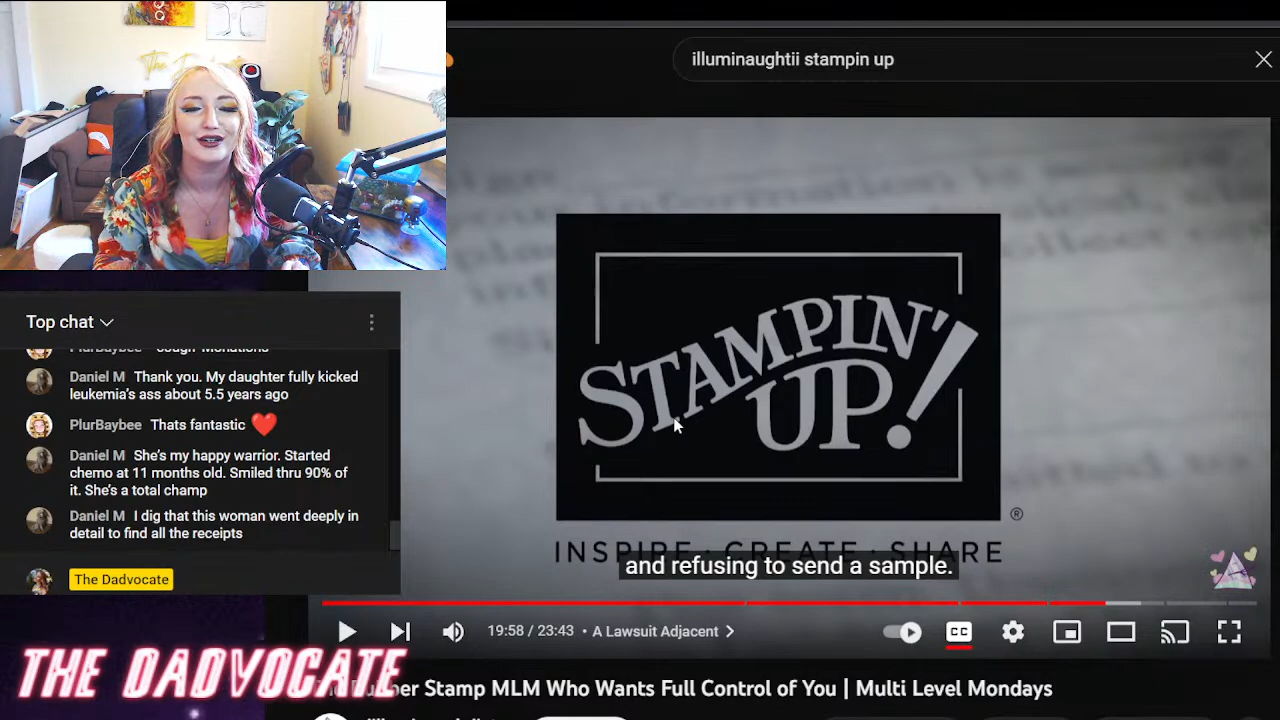 The Dadvocate
illuminaughtii stampin up
Top chat
PlurBaybee
Daniel M Thank you. My daughter fully kicked
leukemia's ass about 5.5 years ago
PlurBaybee Thats fantastic ❤️
Daniel M She's my happy warrior. Started
chemo at 11 months old. Smiled thru 90% of
it. She's a total champ
Daniel M I dig that this woman went deeply in
detail to find all the receipts
The Dadvocate
STAMPIN'
UP!
®
INSPIRE · CREATE · SHARE
and refusing to send a sample.
19:58 / 23:43 • A Lawsuit Adjacent
CC
THE DADVOCATE
Stamp MLM Who Wants Full Control of You | Multi Level Mondays